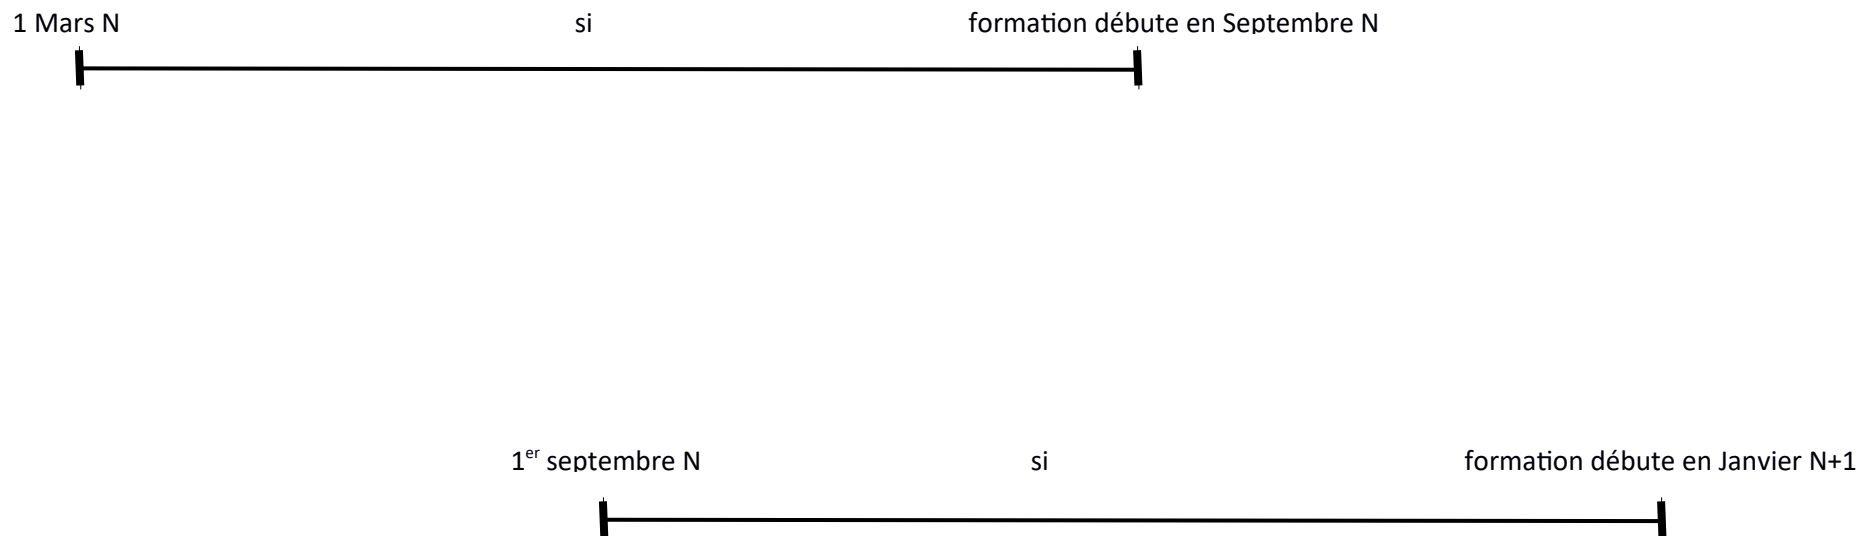 1 Mars N si formation débute en Septembre N
1er septembre N si formation débute en Janvier N+1